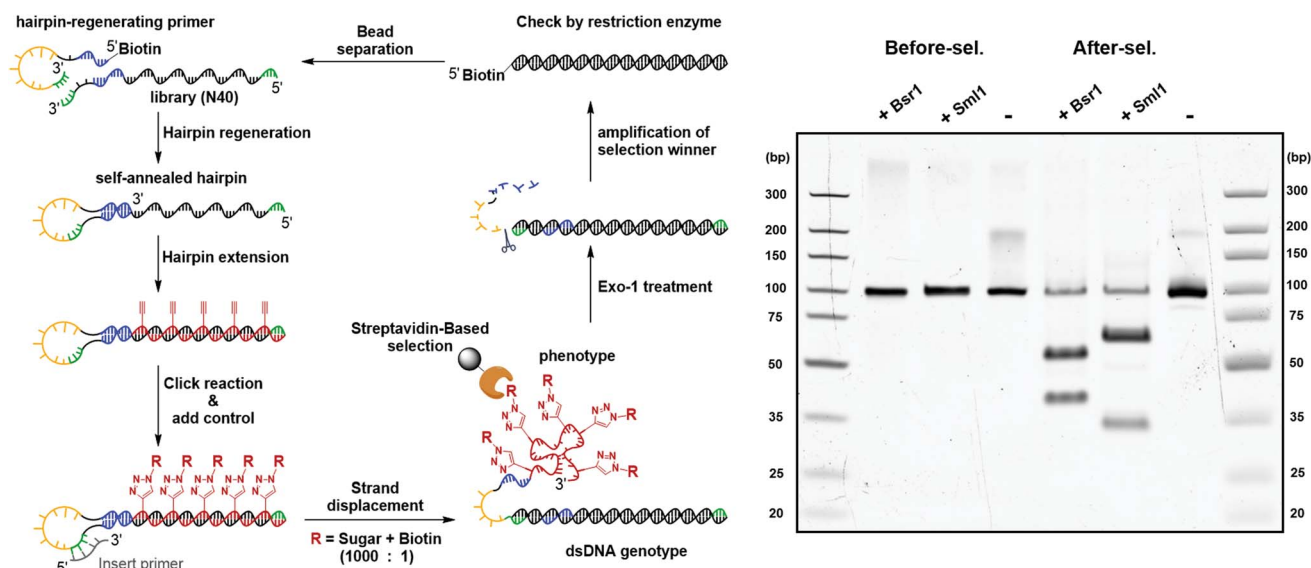 hairpin-regenerating primer
5' Biotin
3'
3'
library (N40)
5'
Hairpin regeneration
self-annealed hairpin
3'
5'
Hairpin extension
Click reaction
&
add control
R R R R R
N N N N N
5' 3'
Insert primer
Strand
displacement
R = Sugar + Biotin
(1000 : 1)
Streptavidin-Based
selection
phenotype
R R R R R
3'
dsDNA genotype
Exo-1 treatment
amplification of
selection winner
Check by restriction enzyme
5' Biotin
Bead
separation
Before-sel. After-sel.
+ Bsr1 + Sml1 - + Bsr1 + Sml1 -
(bp) (bp)
300 300
200 200
150 150
100 100
75 75
50 50
35 35
25 25
20 20